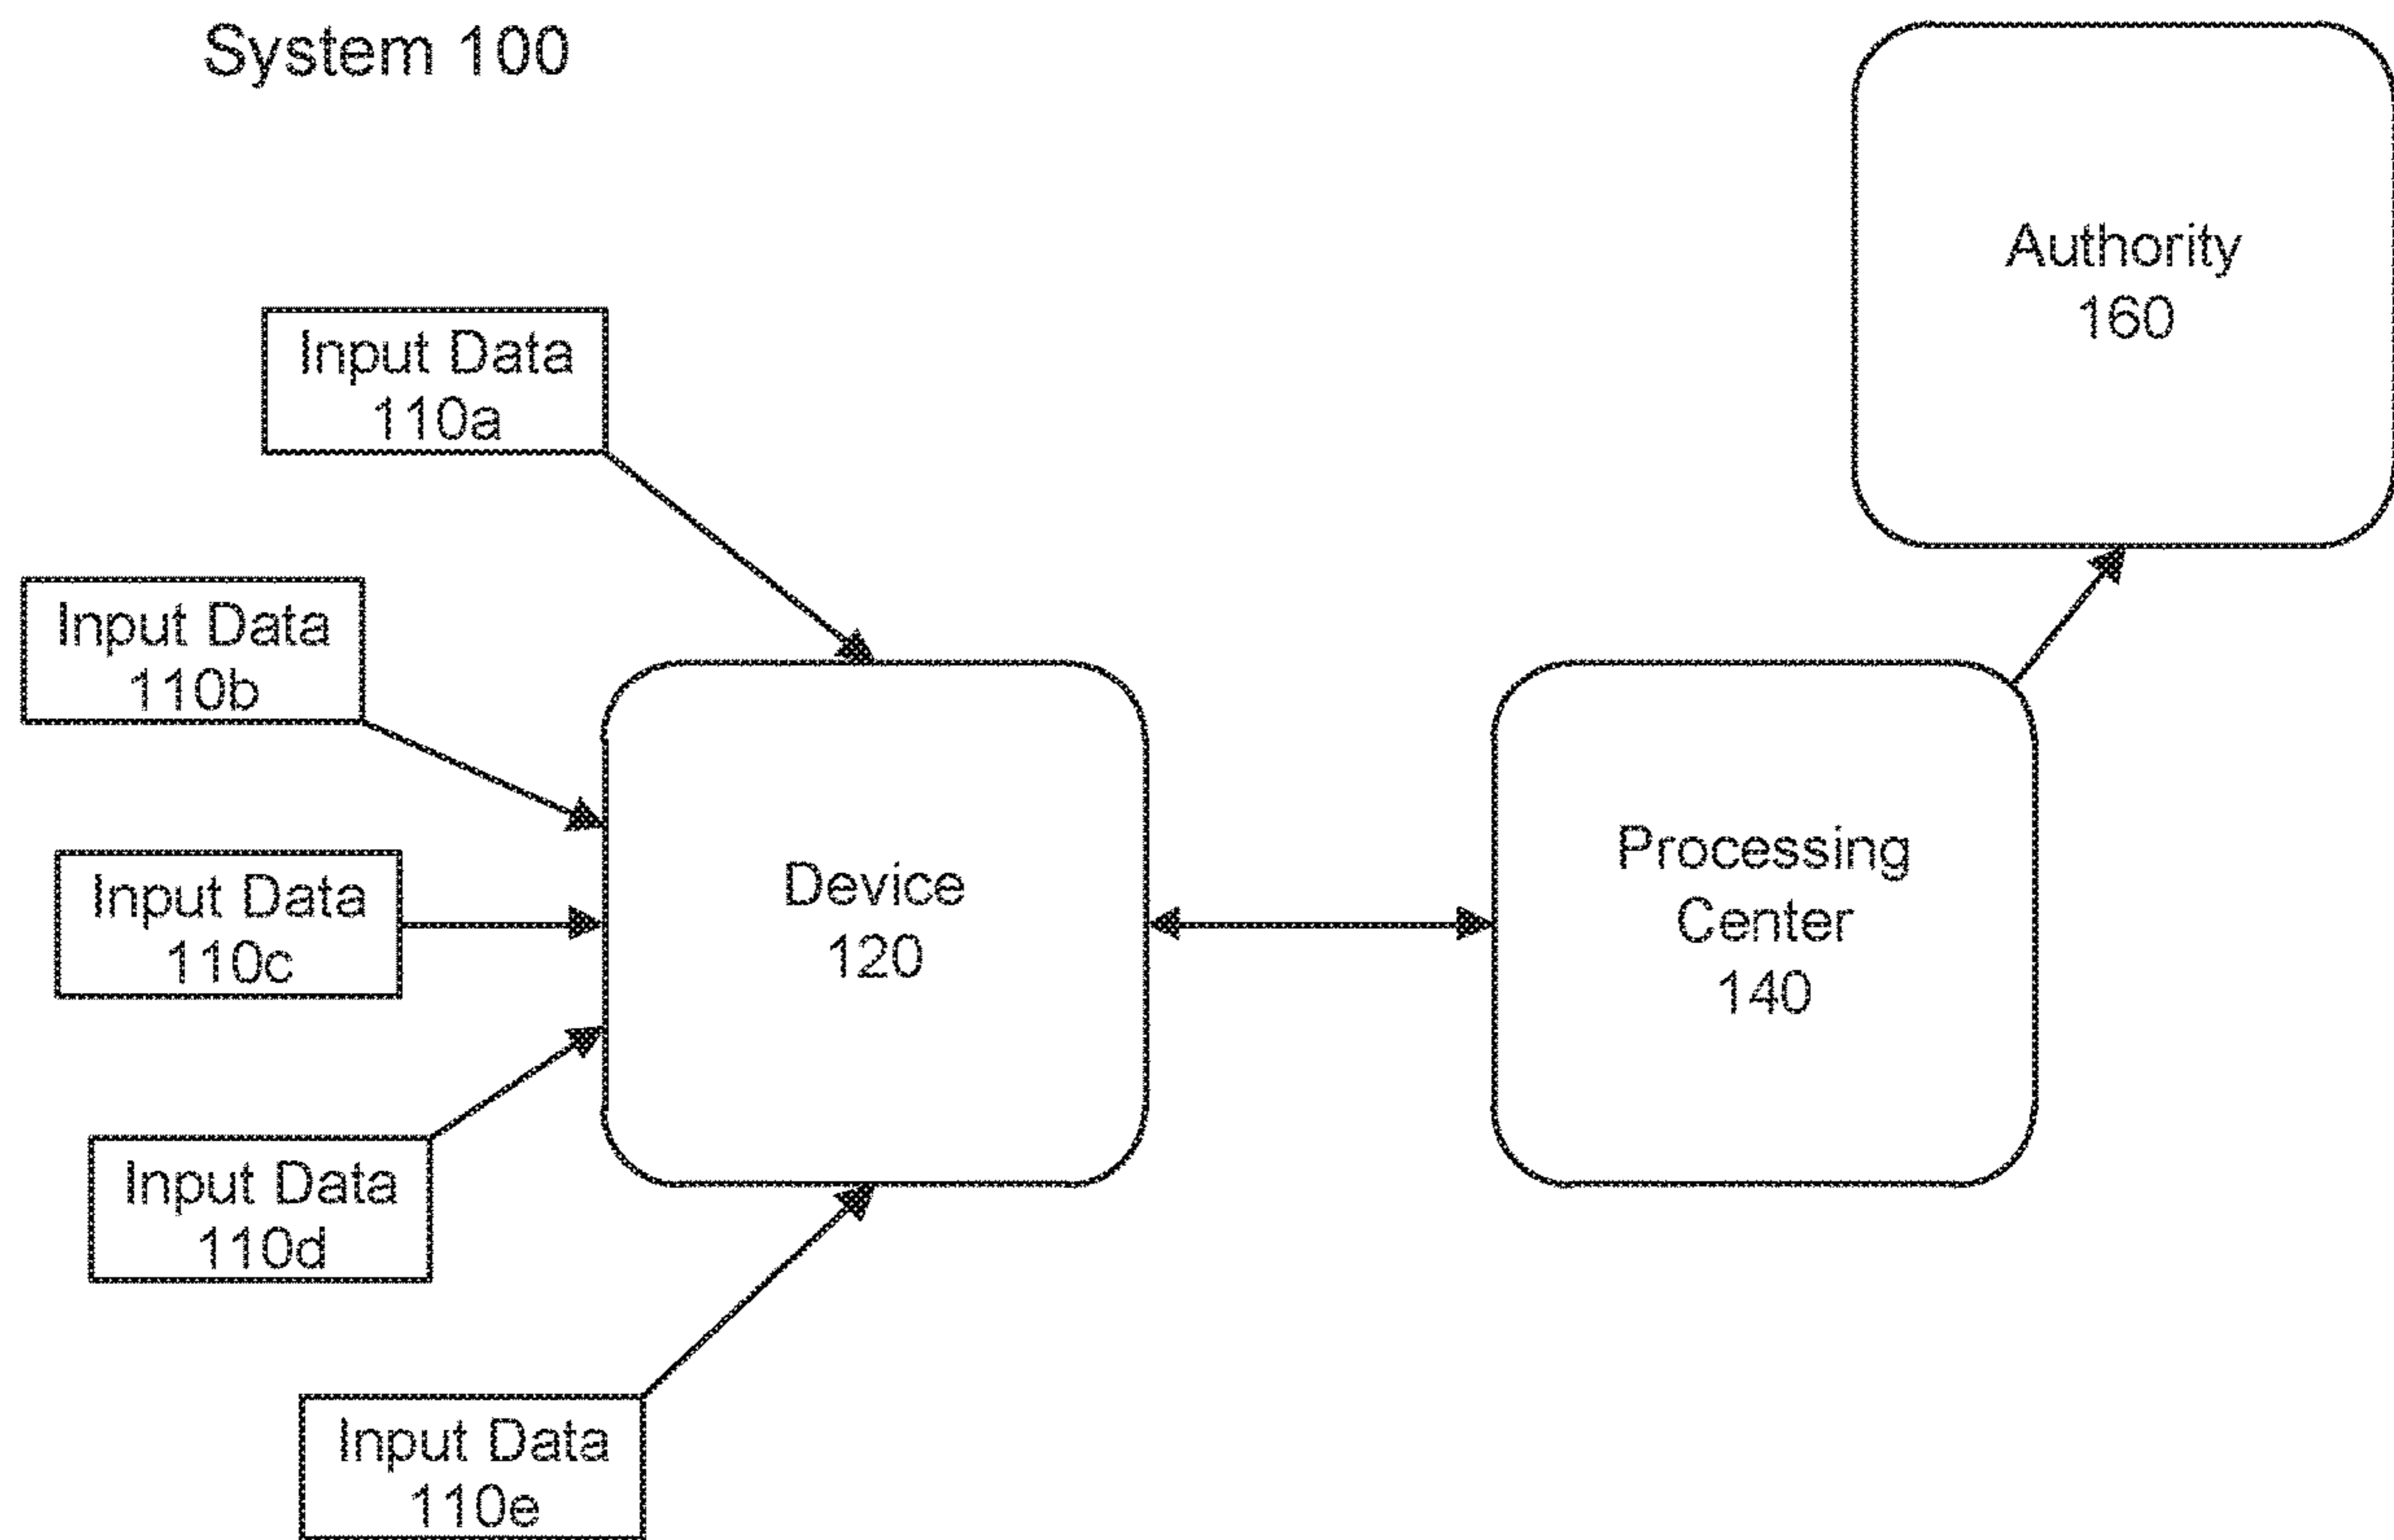 System 100
Authority
160
Input Data
110a
Input Data
110b
Input Data
110c
Input Data
110d
Input Data
110e
Device
120
Processing
Center
140